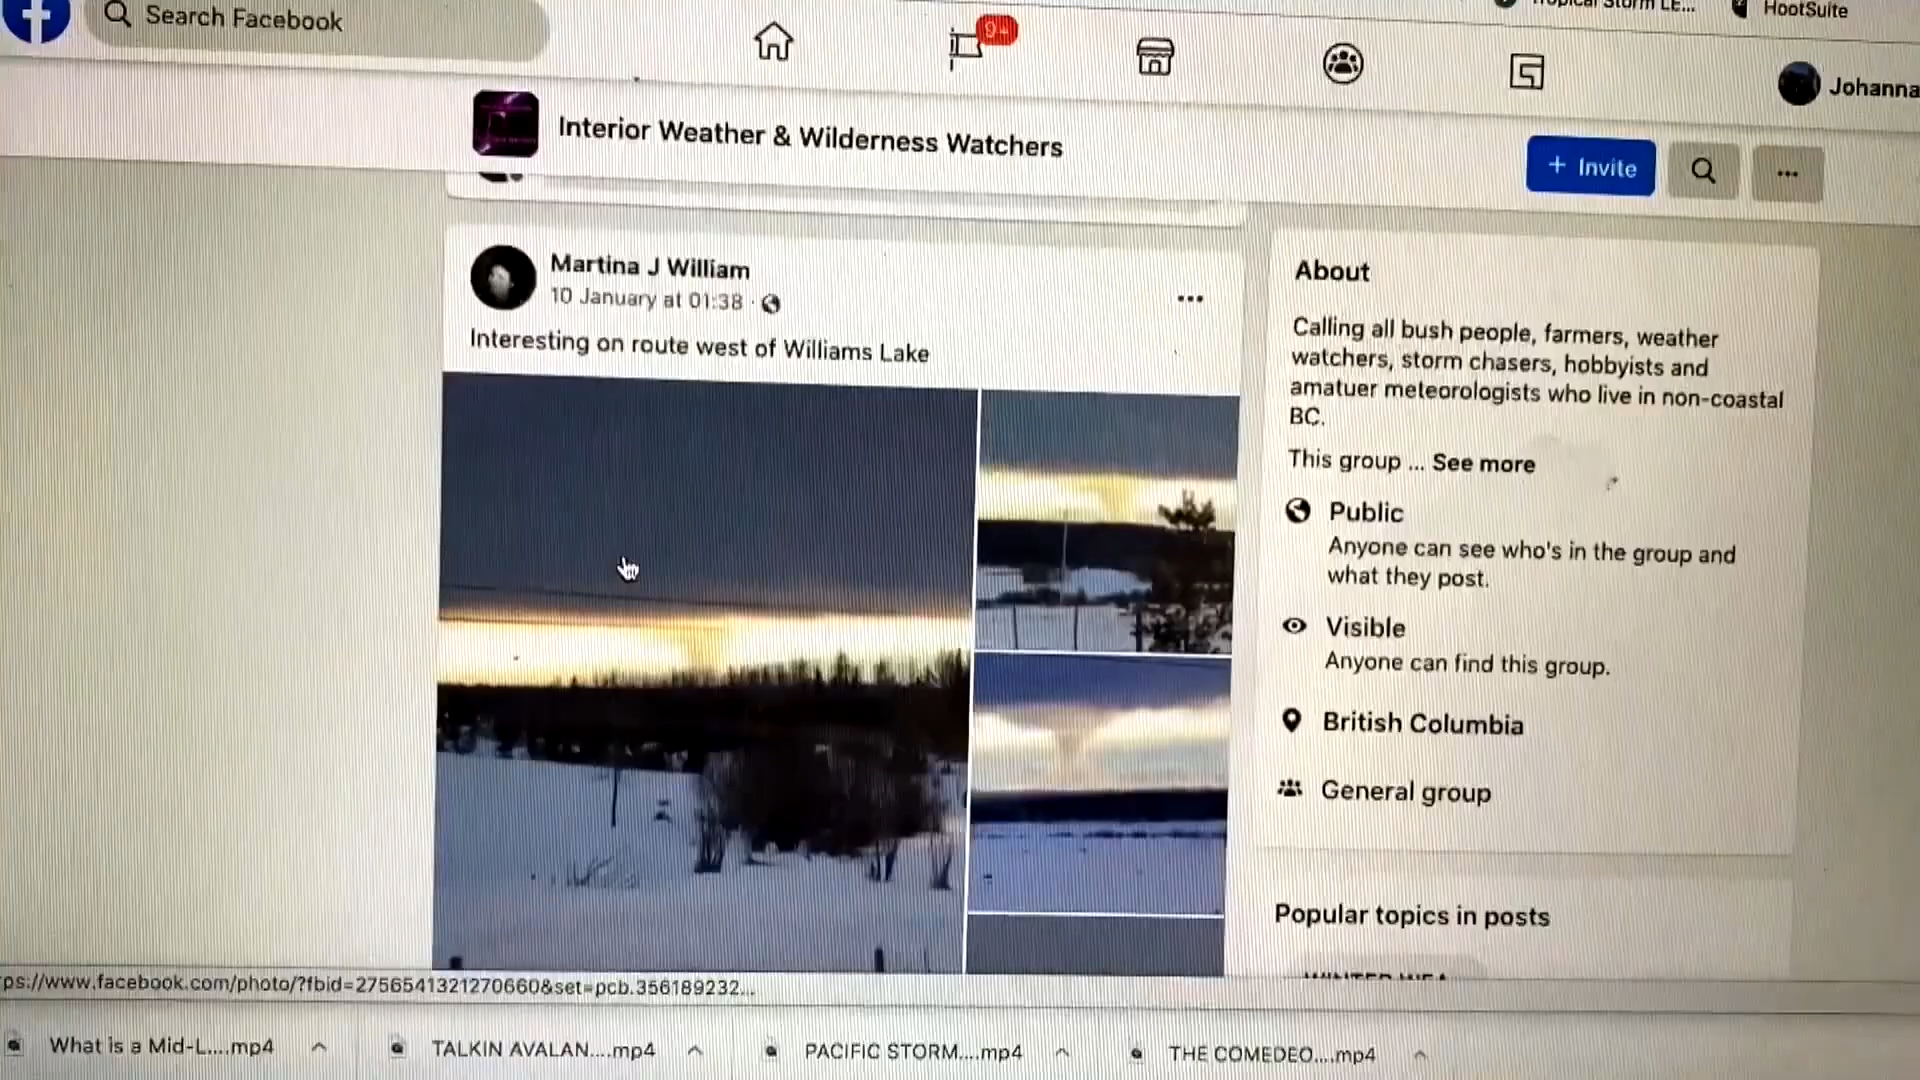 HootSuite
Search Facebook
9+
Johanna
Interior Weather & Wilderness Watchers
+ Invite
Martina J William
10 January at 01:38 ·
Interesting on route west of Williams Lake
About
Calling all bush people, farmers, weather
watchers, storm chasers, hobbyists and
amatuer meteorologists who live in non-coastal
BC.
This group ... See more
Public
Anyone can see who's in the group and
what they post.
Visible
Anyone can find this group.
British Columbia
General group
Popular topics in posts
ps://www.facebook.com/photo/?fbid=2756541321270660&set=pcb.356189232...
What is a Mid-L....mp4
TALKIN AVALAN....mp4
PACIFIC STORM....mp4
THE COMEDEO....mp4